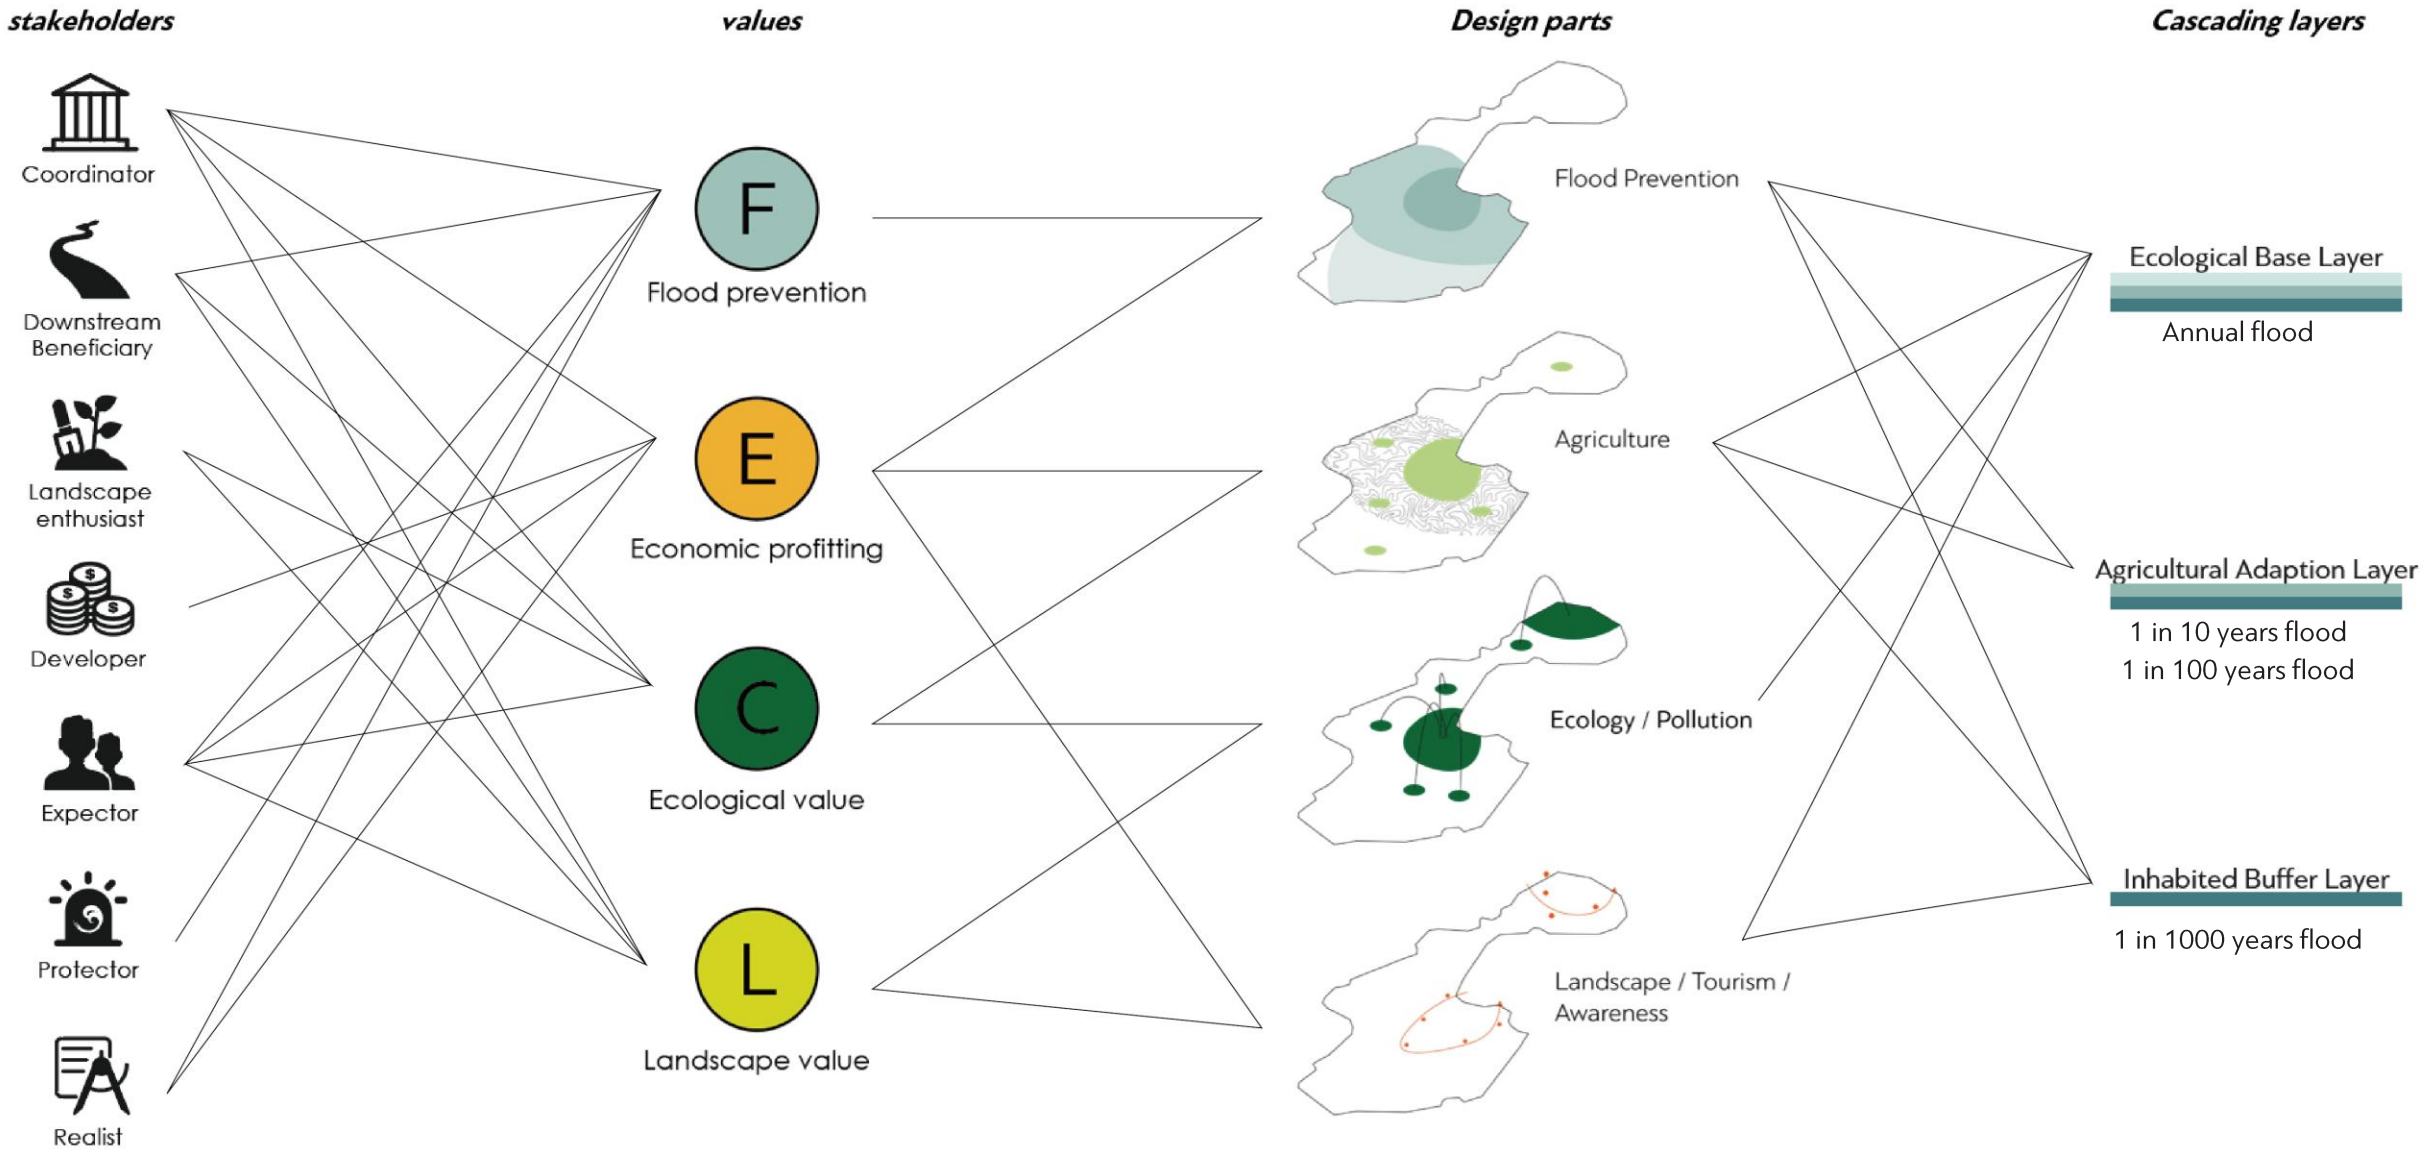 stakeholders
values
Design parts
Cascading layers
Coordinator
Downstream
Beneficiary
Landscape
enthusiast
$
$
$
Developer
Expector
Protector
Realist
F
Flood prevention
E
Economic profitting
C
Ecological value
L
Landscape value
Flood Prevention
Agriculture
Ecology / Pollution
Landscape / Tourism /
Awareness
Ecological Base Layer
Annual flood
Agricultural Adaption Layer
1 in 10 years flood
1 in 100 years flood
Inhabited Buffer Layer
1 in 1000 years flood